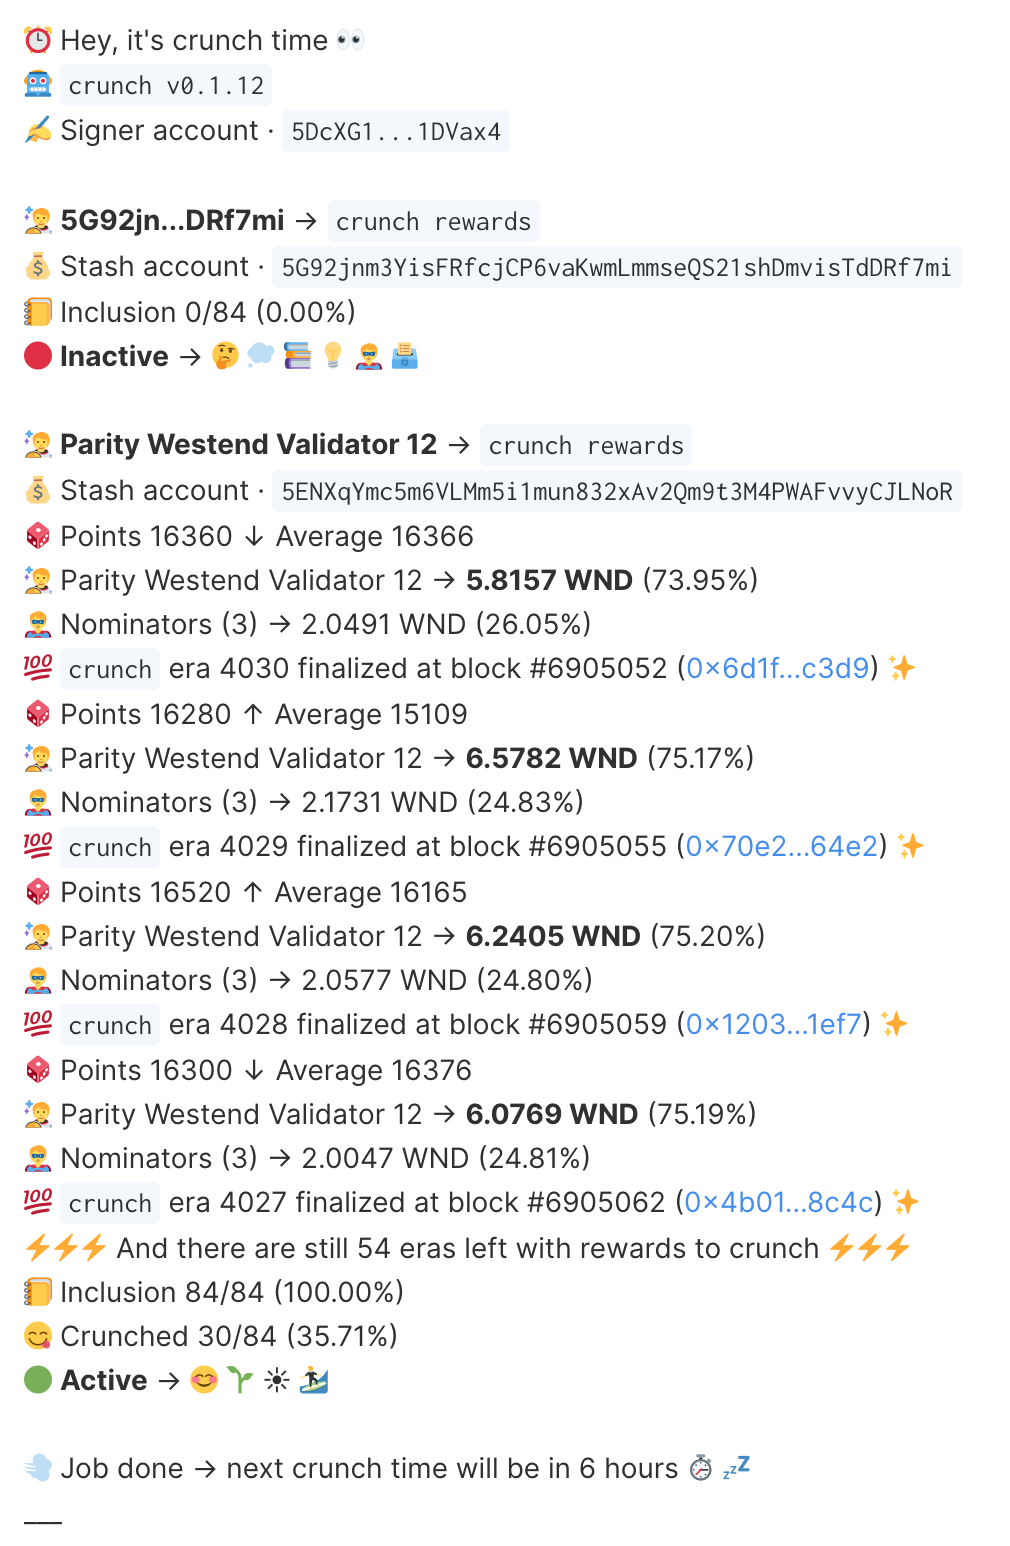 ⏰ Hey, it's crunch time 👀
🤖 crunch v0.1.12
✍️ Signer account · 5DcXG1...1DVax4
5G92jn...DRf7mi → crunch rewards
💰 Stash account · 5G92jnm3YisFRfcjCP6vaKwmLmmseQS21shDmvisTdDRf7mi
📒 Inclusion 0/84 (0.00%)
🔴 Inactive → 🤔 💭 📚 💡 🦸 🗳️
Parity Westend Validator 12 → crunch rewards
💰 Stash account · 5ENXqYmc5m6VLMm5i1mun832xAv2Qm9t3M4PWAFvvyCJLNoR
🎲 Points 16360 ↓ Average 16366
Parity Westend Validator 12 → 5.8157 WND (73.95%)
🦸 Nominators (3) → 2.0491 WND (26.05%)
💯 crunch era 4030 finalized at block #6905052 (0x6d1f...c3d9) ✨
🎲 Points 16280 ↑ Average 15109
Parity Westend Validator 12 → 6.5782 WND (75.17%)
🦸 Nominators (3) → 2.1731 WND (24.83%)
💯 crunch era 4029 finalized at block #6905055 (0x70e2...64e2) ✨
🎲 Points 16520 ↑ Average 16165
Parity Westend Validator 12 → 6.2405 WND (75.20%)
🦸 Nominators (3) → 2.0577 WND (24.80%)
💯 crunch era 4028 finalized at block #6905059 (0x1203...1ef7) ✨
🎲 Points 16300 ↓ Average 16376
Parity Westend Validator 12 → 6.0769 WND (75.19%)
🦸 Nominators (3) → 2.0047 WND (24.81%)
💯 crunch era 4027 finalized at block #6905062 (0x4b01...8c4c) ✨
⚡⚡⚡ And there are still 54 eras left with rewards to crunch ⚡⚡⚡
📒 Inclusion 84/84 (100.00%)
😋 Crunched 30/84 (35.71%)
🟢 Active → 😊 🌱 ☀ 🏄
💨 Job done → next crunch time will be in 6 hours ⏱ 💤
___